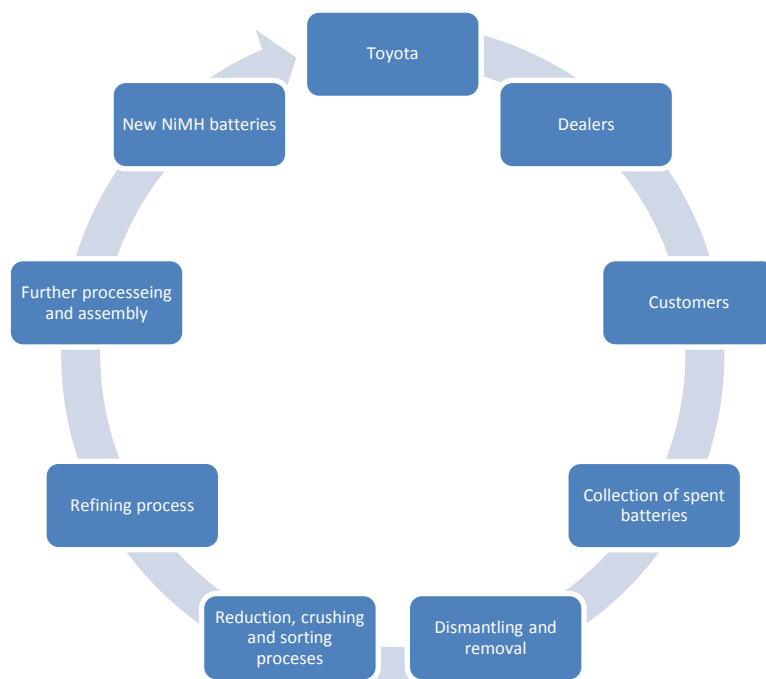 Toyota
Dealers
Customers
Collection of spent
batteries
Dismantling and
removal
Reduction, crushing
and sorting
proceses
Refining process
Further processeing
and assembly
New NiMH batteries